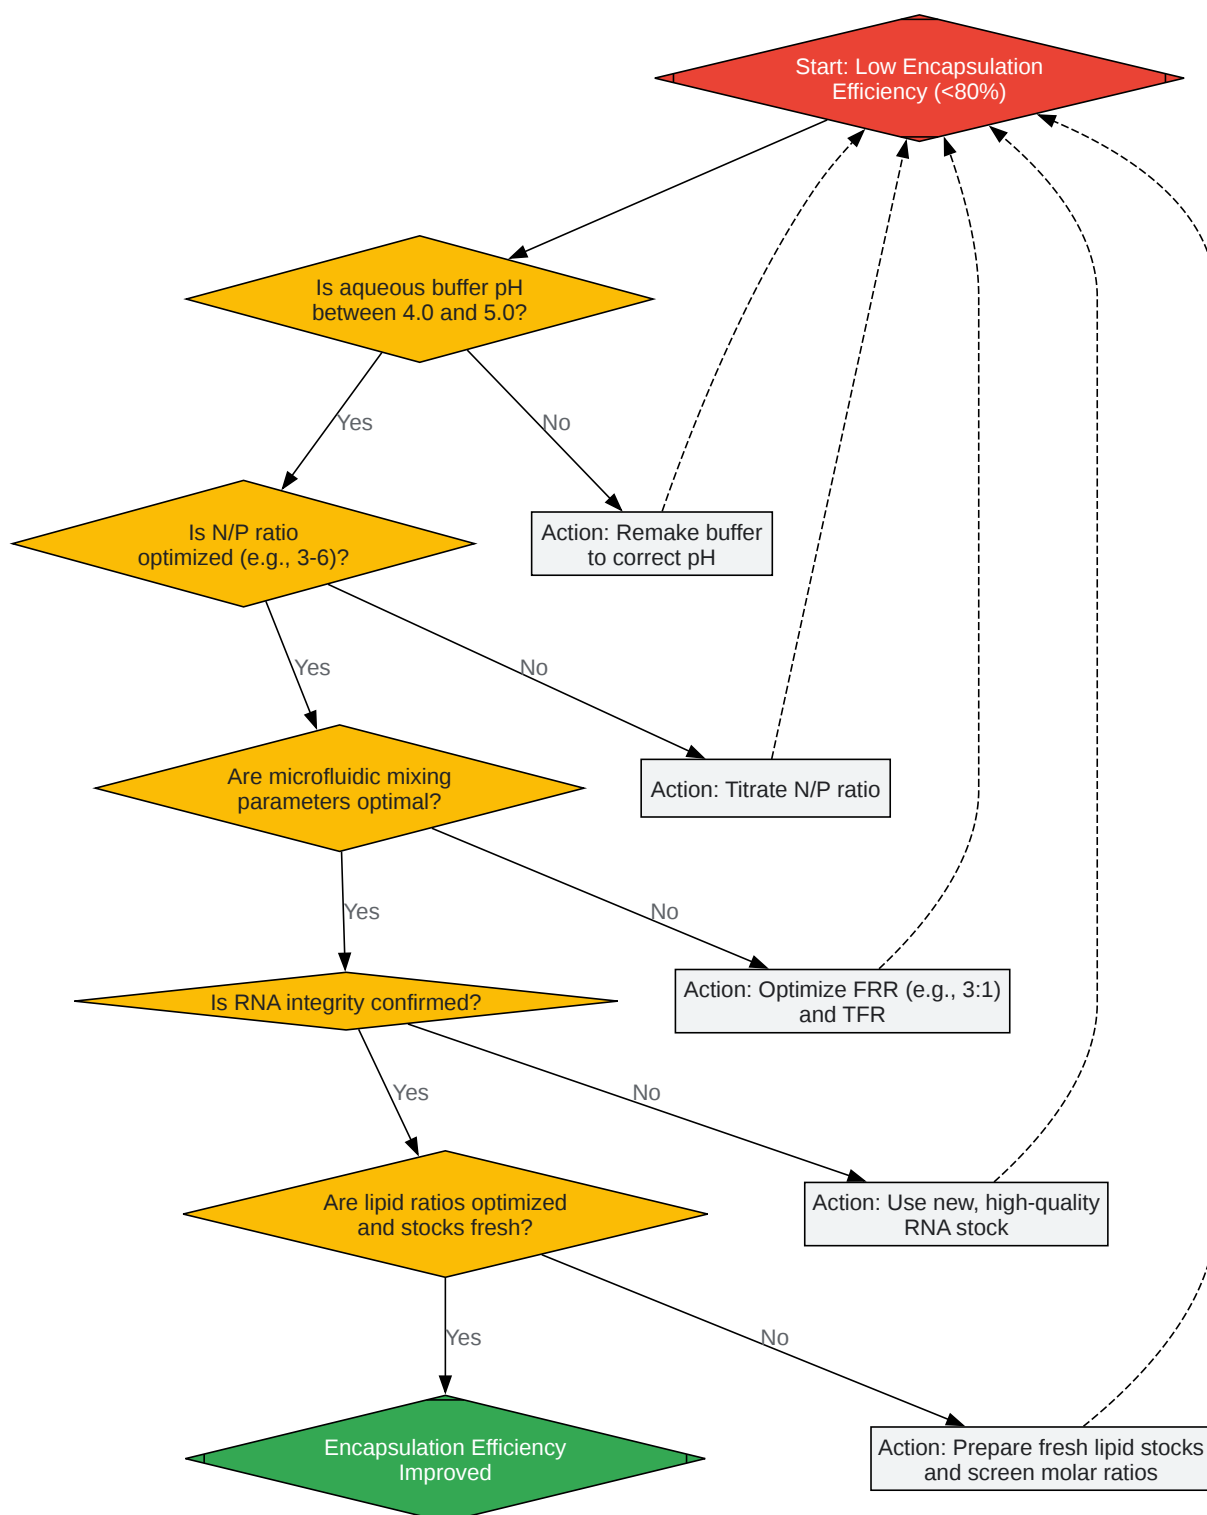 Start: Low Encapsulation
Efficiency (<80%)
Is aqueous buffer pH
between 4.0 and 5.0?
Yes
No
Is N/P ratio
optimized (e.g., 3-6)?
Action: Remake buffer
to correct pH
Yes
No
Are microfluidic mixing
parameters optimal?
Action: Titrate N/P ratio
Yes
No
Is RNA integrity confirmed?
Action: Optimize FRR (e.g., 3:1)
and TFR
Yes
No
Are lipid ratios optimized
and stocks fresh?
Action: Use new, high-quality
RNA stock
Yes
No
Encapsulation Efficiency
Improved
Action: Prepare fresh lipid stocks
and screen molar ratios